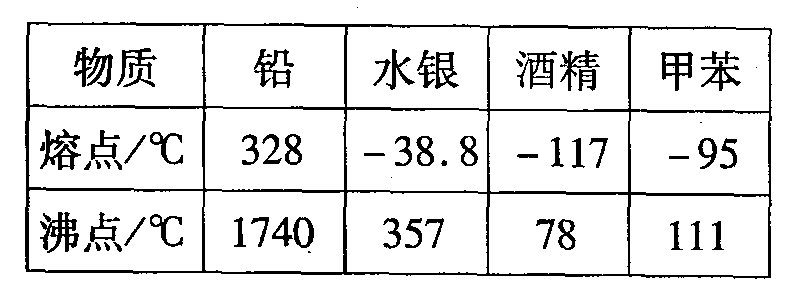 物质 铅 水银 酒精 甲苯
熔点/℃ 328 -38.8 -117 -95
沸点/℃ 1740 357 78 111